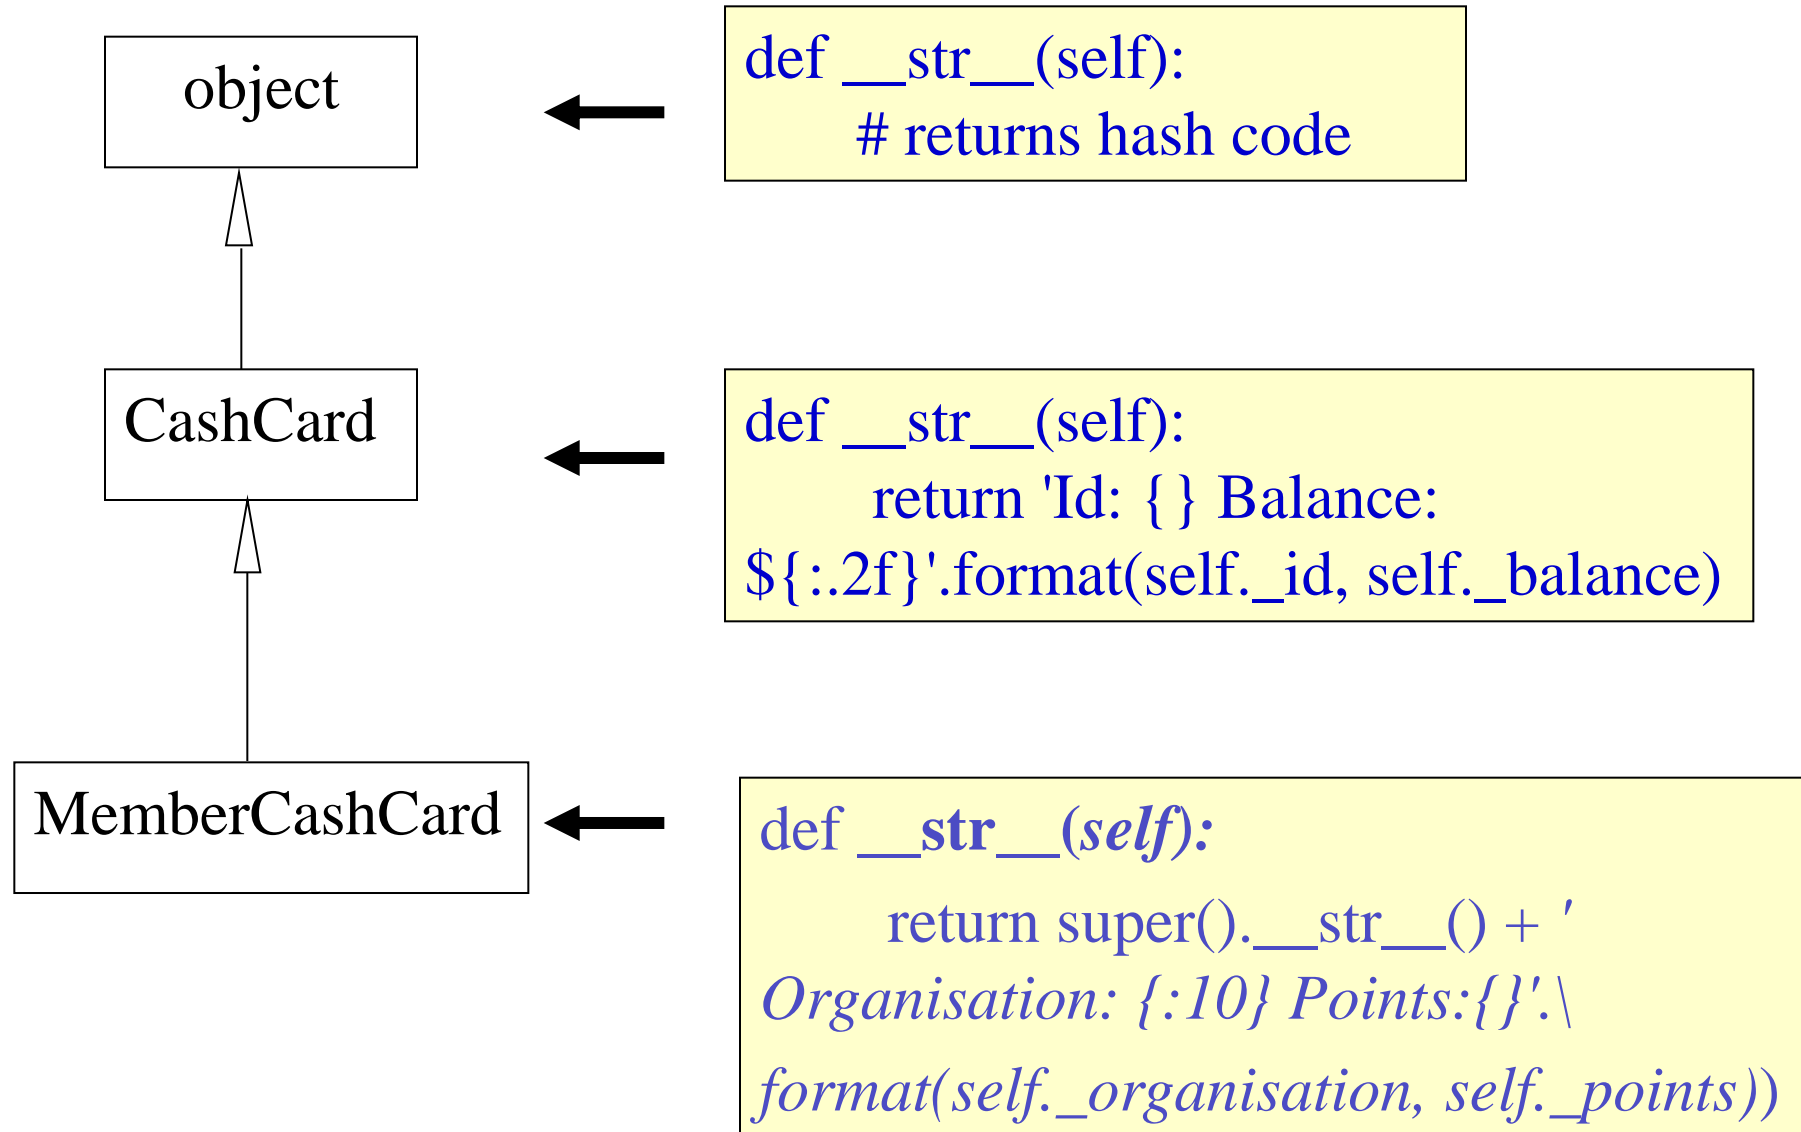 object
def __str__(self):
# returns hash code
CashCard
def __str__(self):
return 'Id: {} Balance:
${:.2f}'.format(self._id, self._balance)
MemberCashCard
def __str__(self):
return super().__str__() + '
Organisation: {:10} Points:{}'.\
format(self._organisation, self._points))